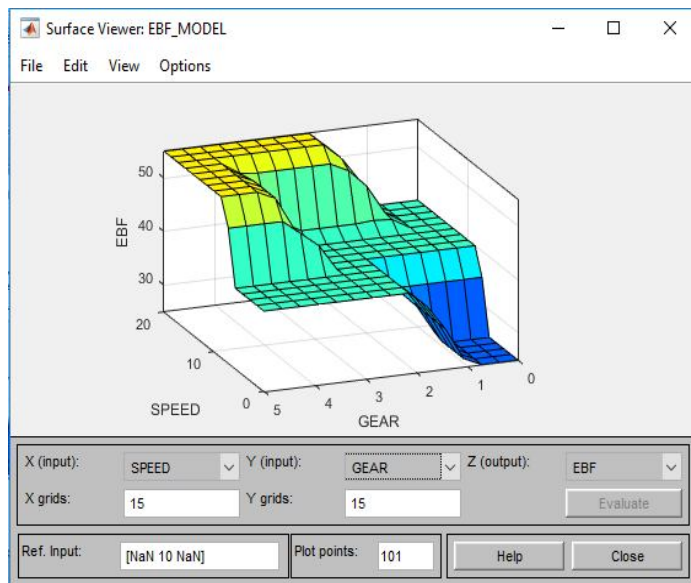 Surface Viewer: EBF_MODEL
File Edit View Options
50
40
30
EBF
20
10
0
SPEED
5
4
3
2
1
0
GEAR
X (input): SPEED Y (input): GEAR Z (output): EBF
X grids: 15 Y grids: 15 Evaluate
Ref. Input: [NaN 10 NaN] Plot points: 101 Help Close